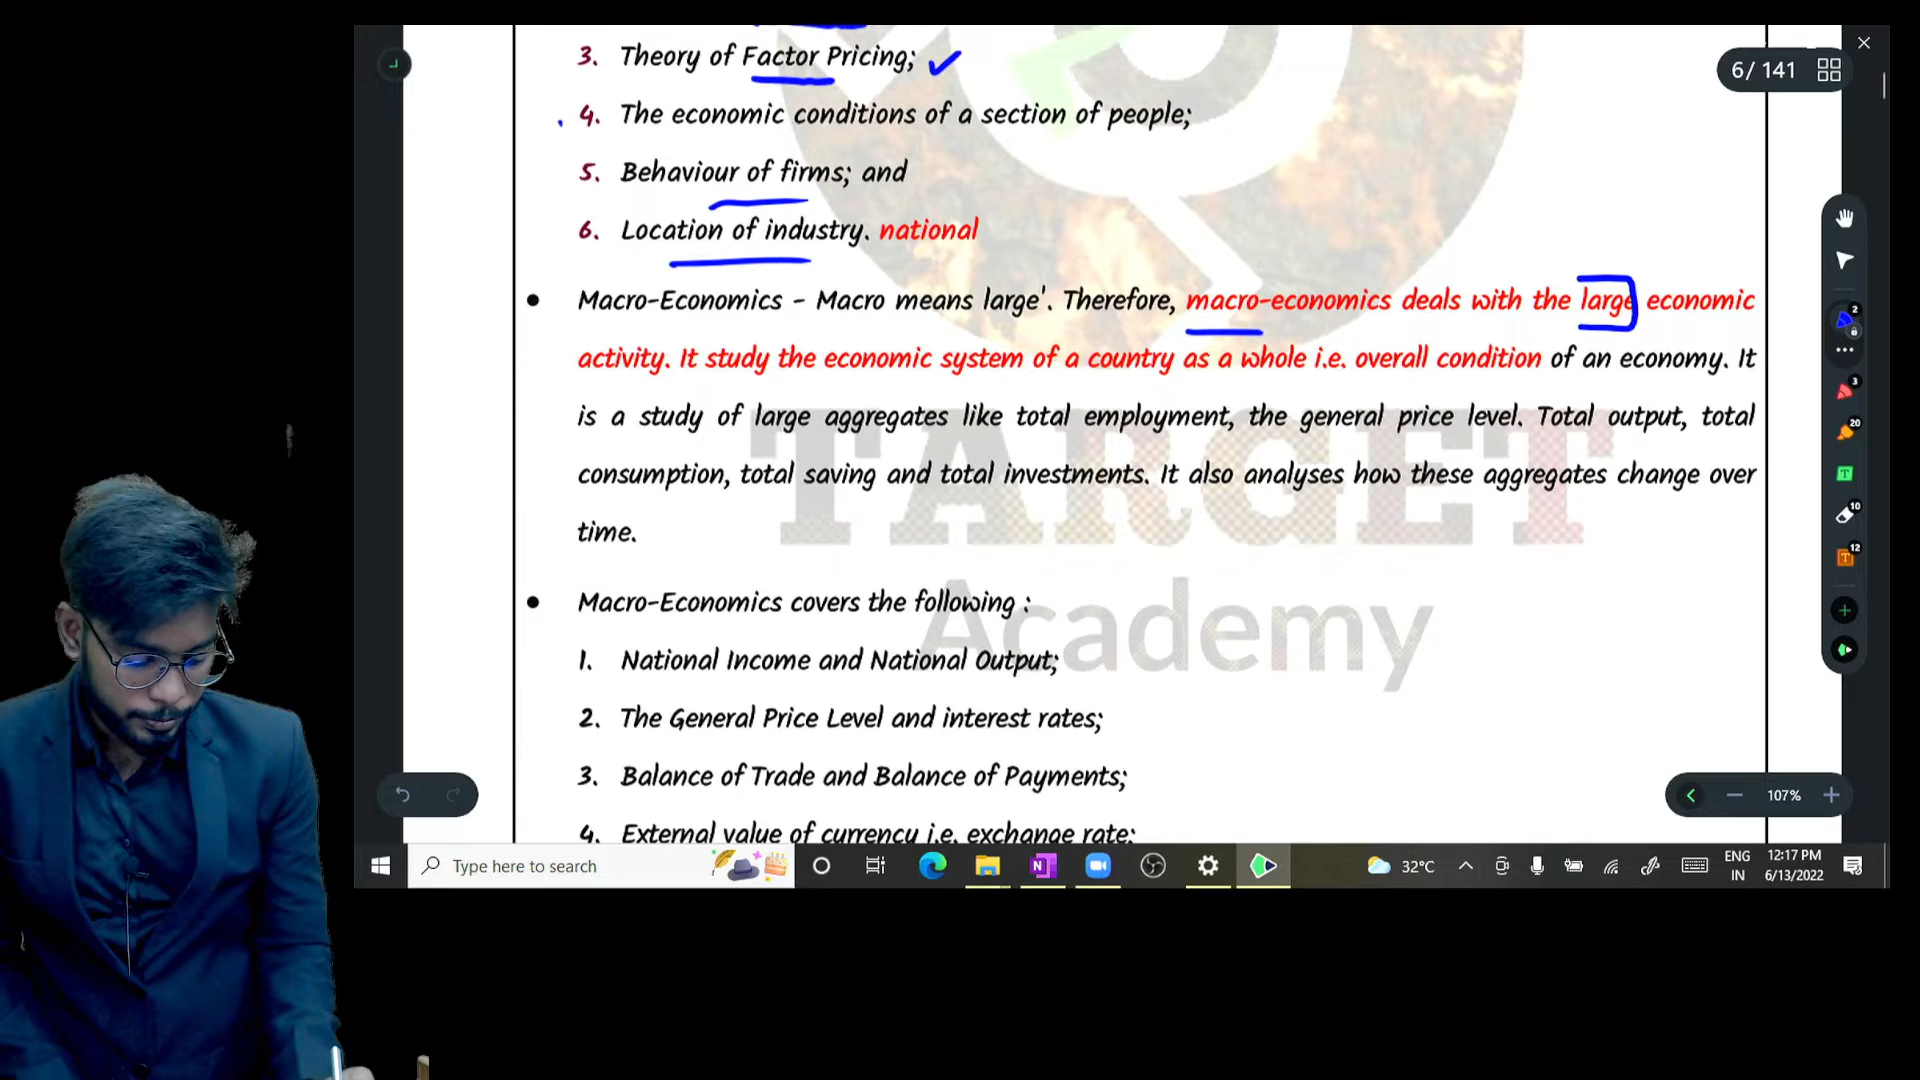 3. Theory of Factor Pricing;
6/ 141
4. The economic conditions of a section of people;
5. Behaviour of firms; and
6. Location of industry. national
Macro-Economics - Macro means large'. Therefore, macro-economics deals with the large economic
activity. It study the economic system of a country as a whole i.e. overall condition of an economy. It
is a study of large aggregates like total employment, the general price level. Total output, total
consumption, total saving and total investments. It also analyses how these aggregates change over
time.
TARGET
Academy
Macro-Economics covers the following :
1. National Income and National Output;
2. The General Price Level and interest rates;
3. Balance of Trade and Balance of Payments;
4. External value of currency i.e. exchange rate;
2
3
20
10
12
107%
Type here to search
32°C
ENG
IN
12:17 PM
6/13/2022